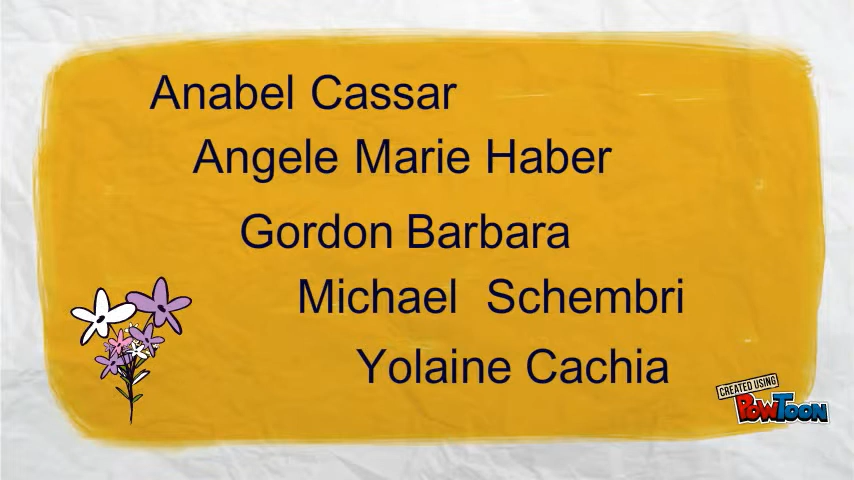 Anabel Cassar
Angele Marie Haber
Gordon Barbara
Michael  Schembri
Yolaine Cachia
CREATED USING
POWTOON